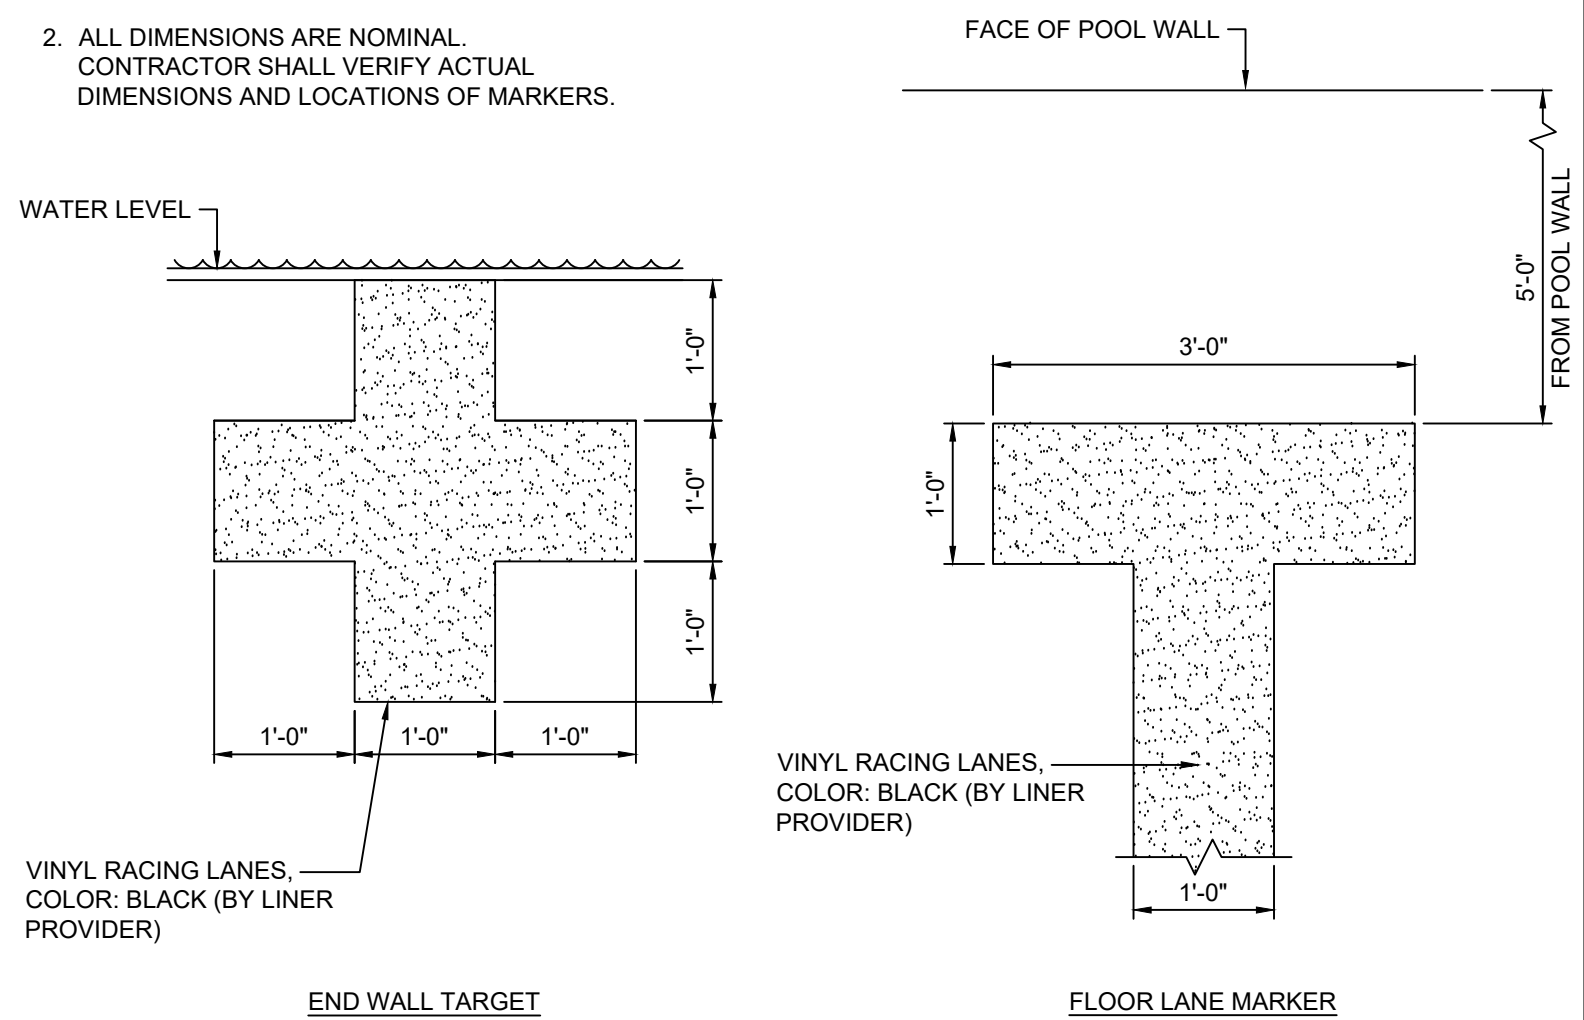 2. ALL DIMENSIONS ARE NOMINAL.
CONTRACTOR SHALL VERIFY ACTUAL
DIMENSIONS AND LOCATIONS OF MARKERS.
WATER LEVEL
1'-0"
1'-0"
1'-0"
1'-0"
1'-0"
1'-0"
VINYL RACING LANES,
COLOR: BLACK (BY LINER
PROVIDER)
END WALL TARGET
FACE OF POOL WALL
5'-0"
FROM POOL WALL
3'-0"
1'-0"
VINYL RACING LANES,
COLOR: BLACK (BY LINER
PROVIDER)
1'-0"
FLOOR LANE MARKER